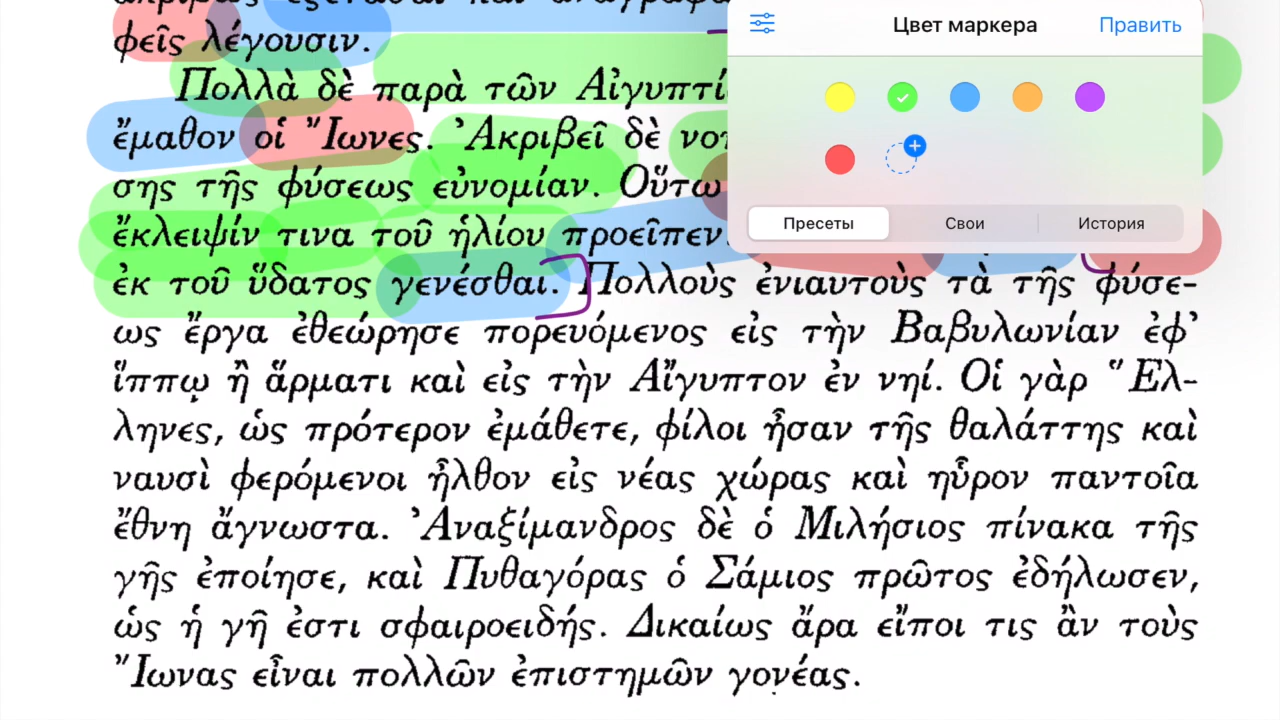 φεῖς λέγουσιν.
Πολλὰ δὲ παρὰ τῶν
ἔμαθον οἱ Ἴωνες. Ἀκριβεῖ δὲ
σης τῆς φύσεως εὐνομίαν. Οὕτω
ἔκλειψίν τινα τοῦ ἡλίου προεῖπεν
ἐκ τοῦ ὕδατος γενέσθαι. Πολλοὺς ἐνιαυτοὺς τὰ τῆς φύσε-
ως ἔργα ἐθεώρησε πορευόμενος εἰς τὴν Βαβυλωνίαν ἐφ’
ἵππῳ ἢ ἅρματι καὶ εἰς τὴν Αἴγυπτον ἐν νηί. Οἱ γὰρ Ἕλ-
ληνες, ὡς πρότερον ἐμάθετε, φίλοι ἦσαν τῆς θαλάττης καὶ
ναυσὶ φερόμενοι ἦλθον εἰς νέας χώρας καὶ ηὗρον παντοῖα
ἔθνη ἄγνωστα. Ἀναξίμανδρος δὲ ὁ Μιλήσιος πίνακα τῆς
γῆς ἐποίησε, καὶ Πυθαγόρας ὁ Σάμιος πρῶτος ἐδήλωσεν,
ὡς ἡ γῆ ἐστι σφαιροειδής. Δικαίως ἄρα εἴποι τις ἂν τοὺς
Ἴωνας εἶναι πολλῶν ἐπιστημῶν γονέας.
Цвет маркера
Править
Пресеты
Свои
История